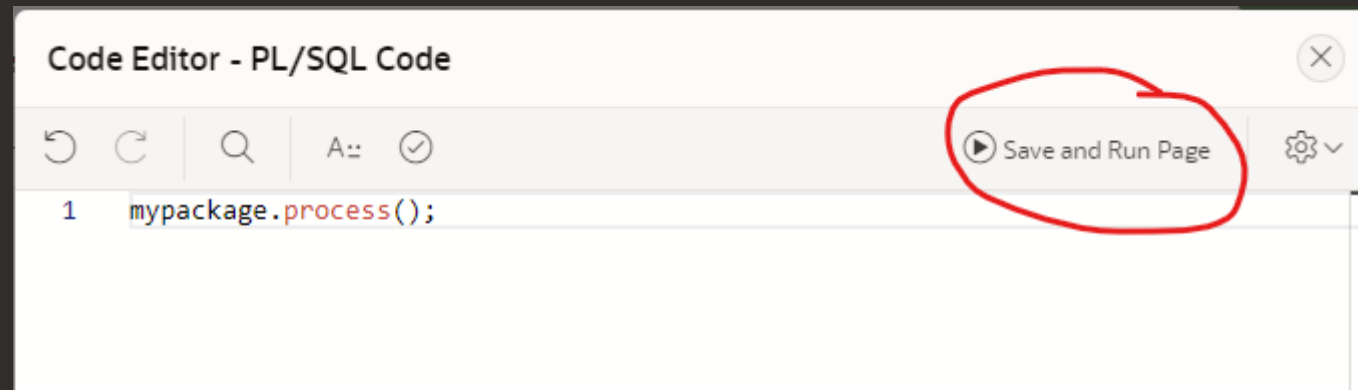 Code Editor - PL/SQL Code
A::
Save and Run Page
1 mypackage.process();